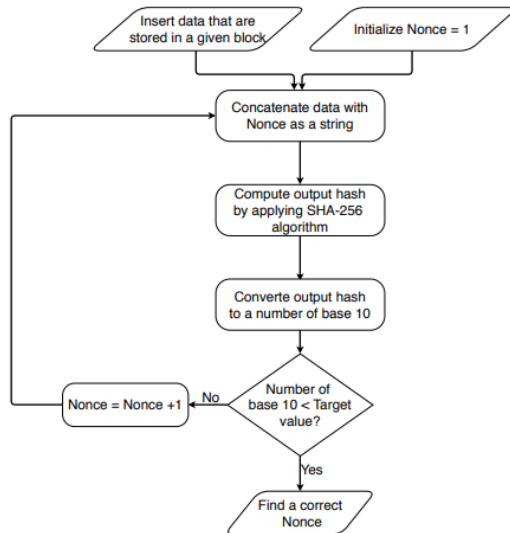 Insert data that are
stored in a given block
Initialize Nonce = 1
Concatenate data with
Nonce as a string
Compute output hash
by applying SHA-256
algorithm
Converte output hash
to a number of base 10
Number of
base 10 < Target
value?
No
Nonce = Nonce +1
Yes
Find a correct
Nonce